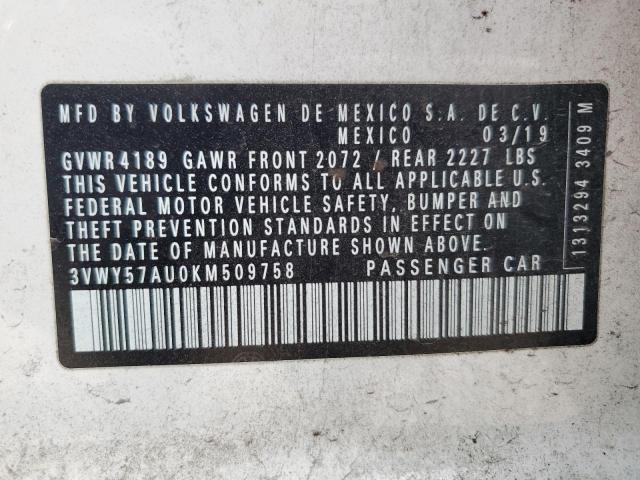 MFD BY VOLKSWAGEN DE MEXICO S.A. DE C.V.
MEXICO 03/19
GVWR4189 GAWR FRONT 2072 / REAR 2227 LBS
THIS VEHICLE CONFORMS TO ALL APPLICABLE U.S.
FEDERAL MOTOR VEHICLE SAFETY, BUMPER AND
THEFT PREVENTION STANDARDS IN EFFECT ON
THE DATE OF MANUFACTURE SHOWN ABOVE.
3VWY57AU0KM509758 PASSENGER CAR
1313294 3409 M